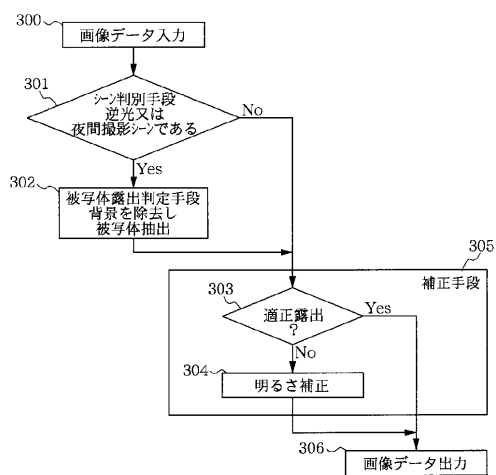 300
画像データ入力
301
シーン判別手段
逆光又は
夜間撮影シーンである
No
Yes
302
被写体露出判定手段
背景を除去し
被写体抽出
305
補正手段
303
適正露出
?
Yes
No
304
明るさ補正
306
画像データ出力